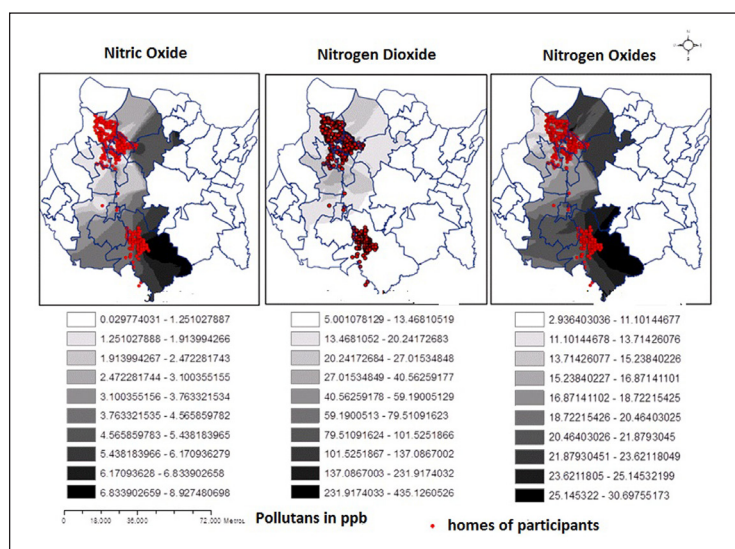 Nitric Oxide
Nitrogen Dioxide
Nitrogen Oxides
0.029774031 - 1.251027887
1.251027888 - 1.913994266
1.913994267 - 2.472281743
2.472281744 - 3.100355155
3.100355156 - 3.763321534
3.763321535 - 4.565859782
4.565859783 - 5.438183965
5.438183966 - 6.170936279
6.17093628 - 6.833902658
6.833902659 - 8.927480698
5.001078129 - 13.46810519
13.4681052 - 20.24172683
20.24172684 - 27.01534848
27.01534849 - 40.56259177
40.56259178 - 59.19005129
59.1900513 - 79.51091623
79.51091624 - 101.5251866
101.5251867 - 137.0867002
137.0867003 - 231.9174032
231.9174033 - 435.1260526
2.936403036 - 11.10144677
11.10144678 - 13.71426076
13.71426077 - 15.23840226
15.23840227 - 16.87141101
16.87141102 - 18.72215425
18.72215426 - 20.46403025
20.46403026 - 21.8793045
21.87930451 - 23.62118049
23.6211805 - 25.14532199
25.145322 - 30.69755173
0 18,000 36,000 72,000
Pollutans in ppb
homes of participants